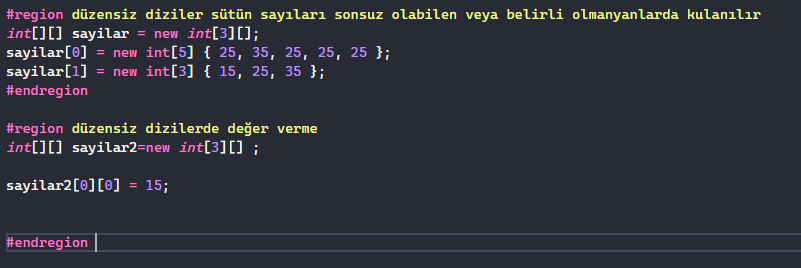 #region düzensiz diziler sütün sayıları sonsuz olabilen veya belirli olmanyanlarda kulanılır
int[][] sayilar = new int[3][];
sayilar[0] = new int[5] { 25, 35, 25, 25, 25 };
sayilar[1] = new int[3] { 15, 25, 35 };
#endregion
#region düzensiz dizilerde değer verme
int[][] sayilar2=new int[3][] ;
sayilar2[0][0] = 15;
#endregion